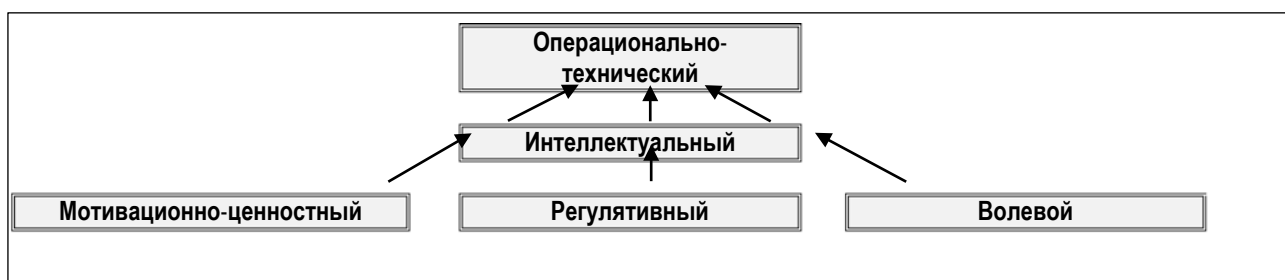 Операционально-
технический
Интеллектуальный
Мотивационно-ценностный
Регулятивный
Волевой